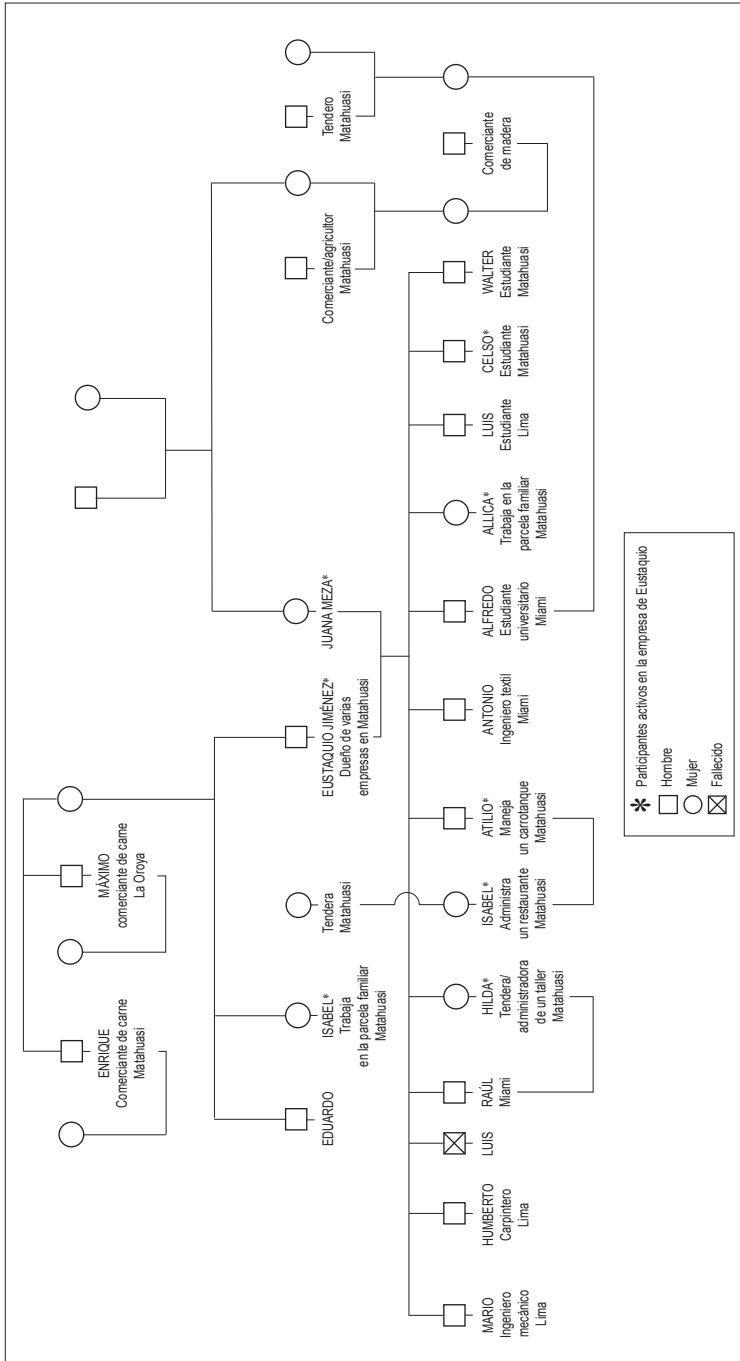 ENRIQUE
Comerciante de carne
Matahuasi
MÁXIMO
comerciante de carne
La Oroya
EDUARDO
ISABEL*
Trabaja
en la parcela familiar
Matahuasi
Tendera
Matahuasi
EUSTAQUIO JIMÉNEZ*
Dueño de varias
empresas en Matahuasi
JUANA MEZA*
Comerciante/agricultor
Matahuasi
Tendero
Matahuasi
MARIO
Ingeniero
mecánico
Lima
HUMBERTO
Carpintero
Lima
LUIS
RAÚL
Miami
HILDA*
Tendera/
administradora
de un taller
Matahuasi
ISABEL*
Administra
un restaurante
Matahuasi
ATILIO*
Maneja
un carrotanque
Matahuasi
ANTONIO
Ingeniero textil
Miami
ALFREDO
Estudiante
universitario
Miami
ALLICA*
Trabaja en la
parcela familiar
Matahuasi
LUIS
Estudiante
Lima
CELSO*
Estudiante
Matahuasi
WALTER
Estudiante
Matahuasi
Comerciante
de madera
* Participantes activos en la empresa de Eustaquio
Hombre
Mujer
Fallecido